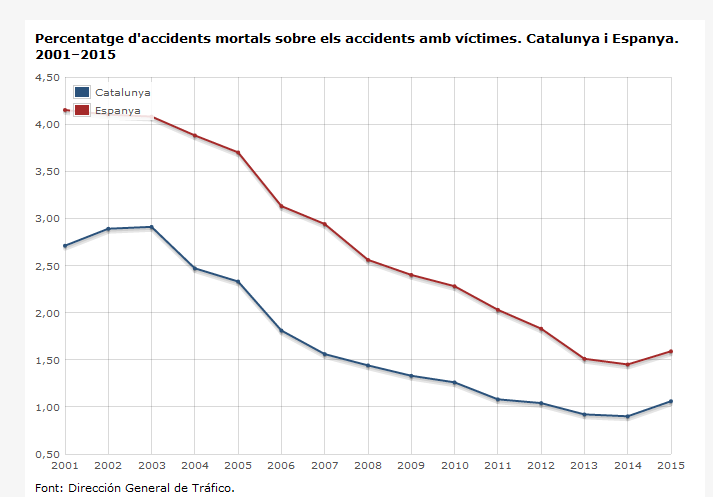 Percentatge d'accidents mortals sobre els accidents amb víctimes. Catalunya i Espanya.
2001–2015
4,50
Catalunya
Espanya
4,00
3,50
3,00
2,50
2,00
1,50
1,00
0,50
2001 2002 2003 2004 2005 2006 2007 2008 2009 2010 2011 2012 2013 2014 2015
Font: Dirección General de Tráfico.